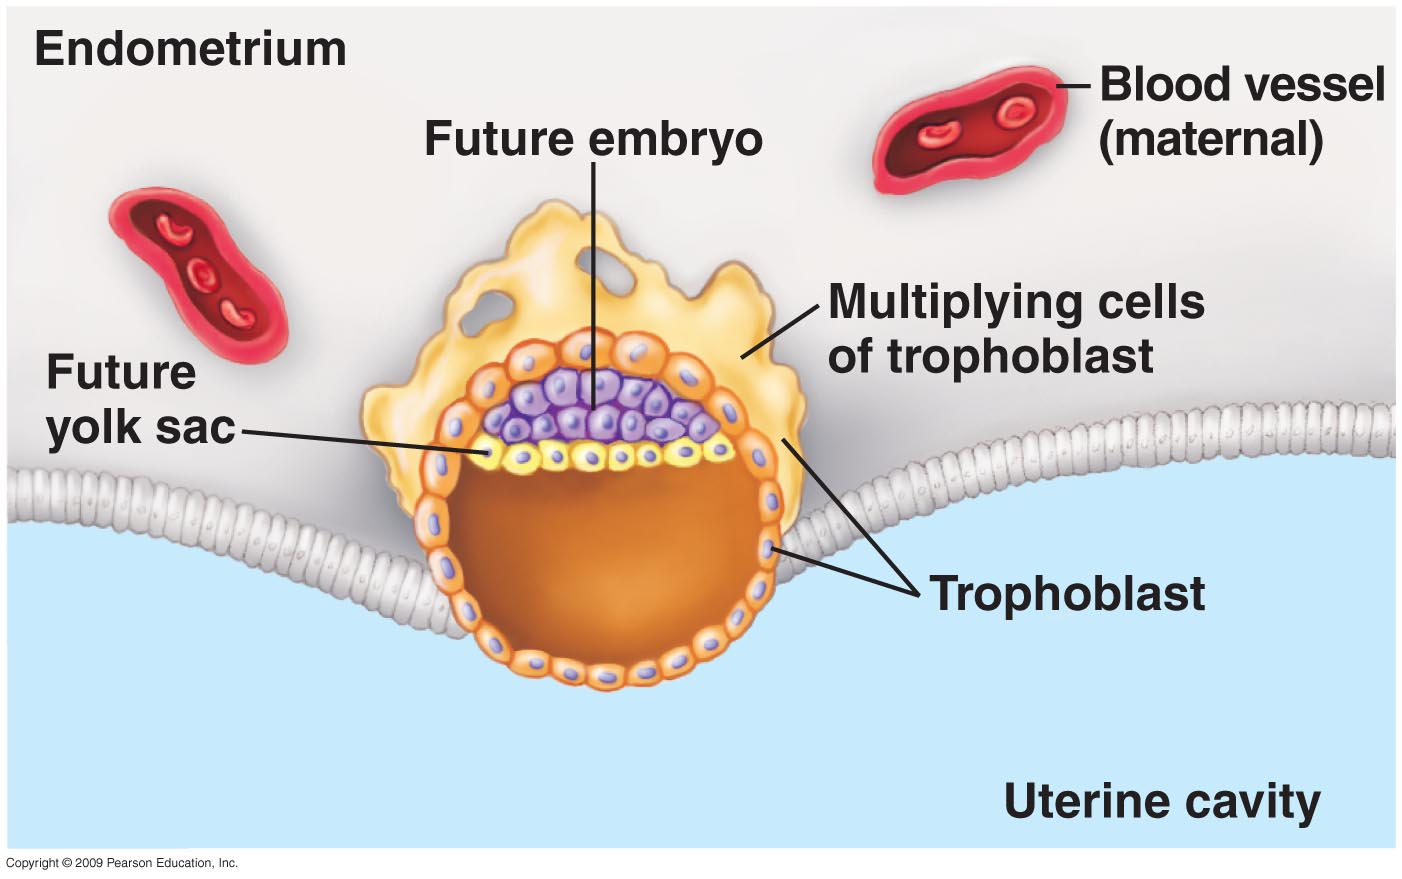 Endometrium
Blood vessel
(maternal)
Future embryo
Multiplying cells
of trophoblast
Future
yolk sac
Trophoblast
Uterine cavity
Copyright © 2009 Pearson Education, Inc.